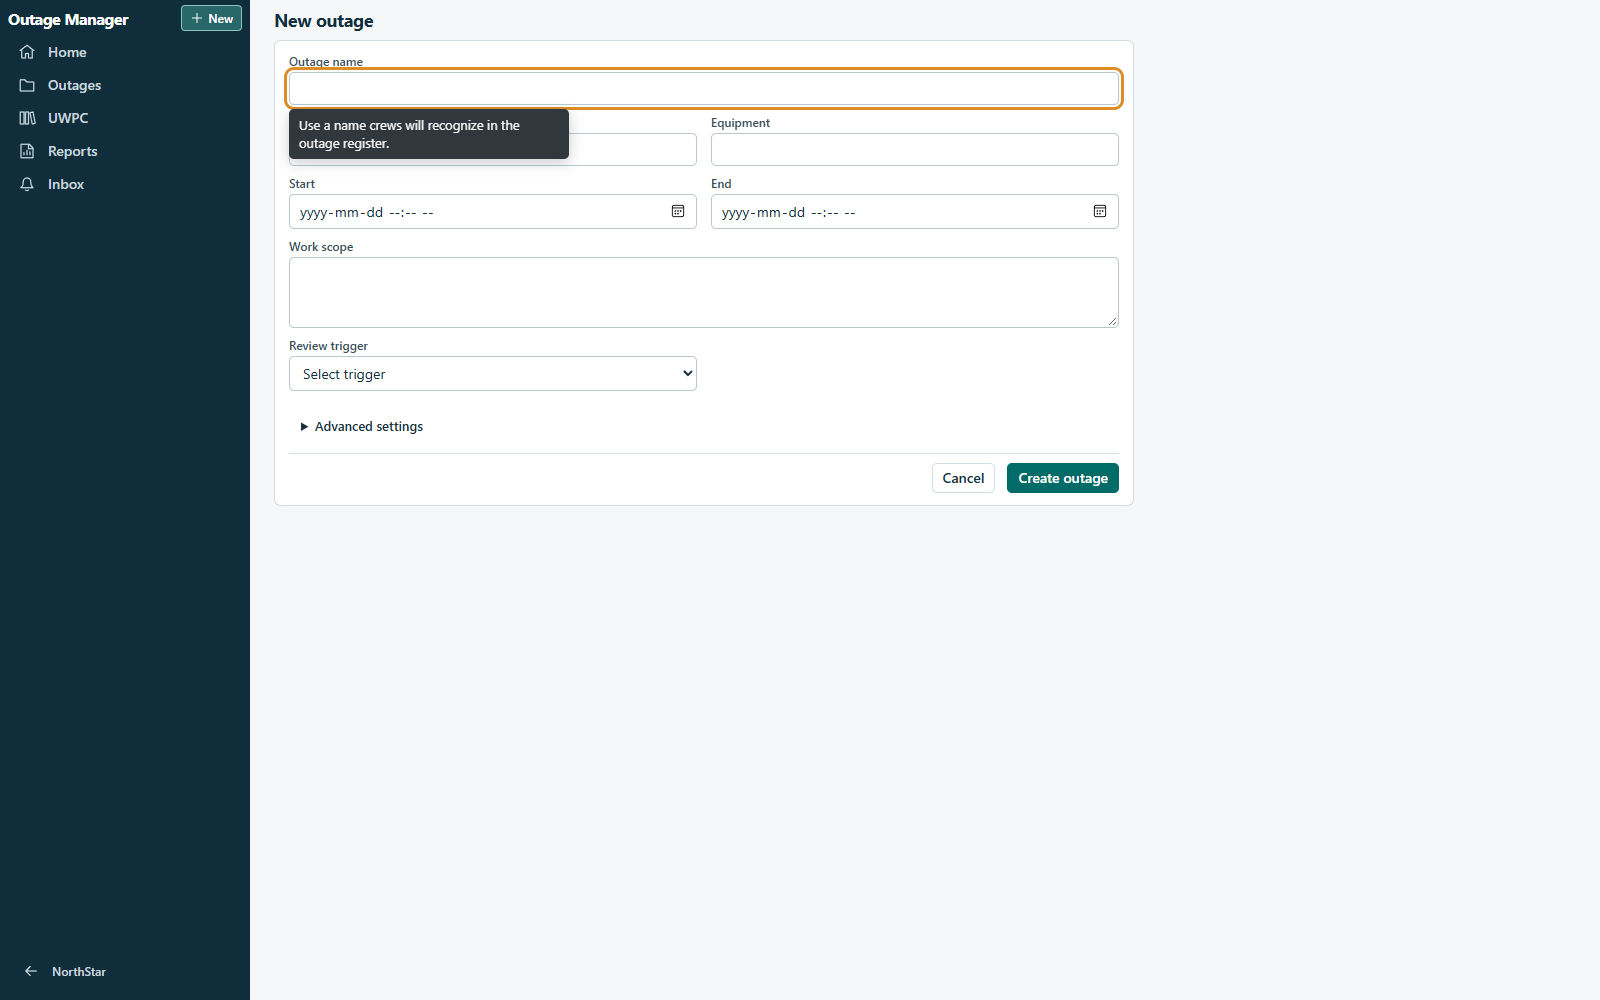 Outage Manager
New
Home
Outages
UWPC
Reports
Inbox
NorthStar
New outage
Outage name
Use a name crews will recognize in the
outage register.
Equipment
Start
End
yyyy-mm-dd --:-- --
yyyy-mm-dd --:-- --
Work scope
Review trigger
Select trigger
Advanced settings
Cancel
Create outage